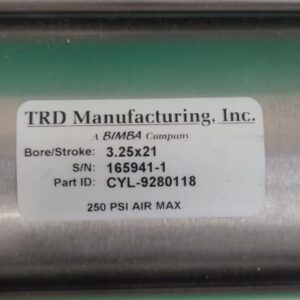 TRD Manufacturing, Inc.
A BIMBA Company
Bore/Stroke: 3.25x21
S/N: 165941-1
Part ID: CYL-9280118
250 PSI AIR MAX